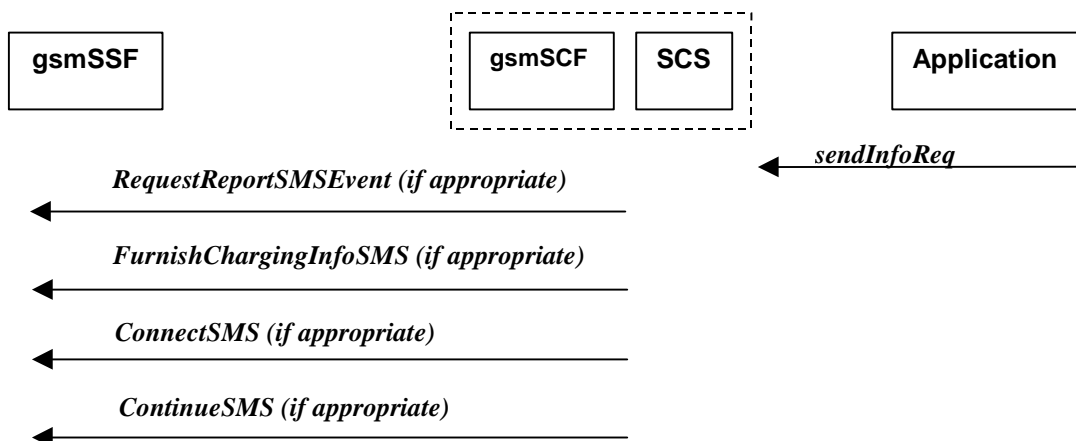 gsmSSF
gsmSCF
SCS
Application
sendInfoReq
RequestReportSMSEvent (if appropriate)
FurnishChargingInfoSMS (if appropriate)
ConnectSMS (if appropriate)
ContinueSMS (if appropriate)